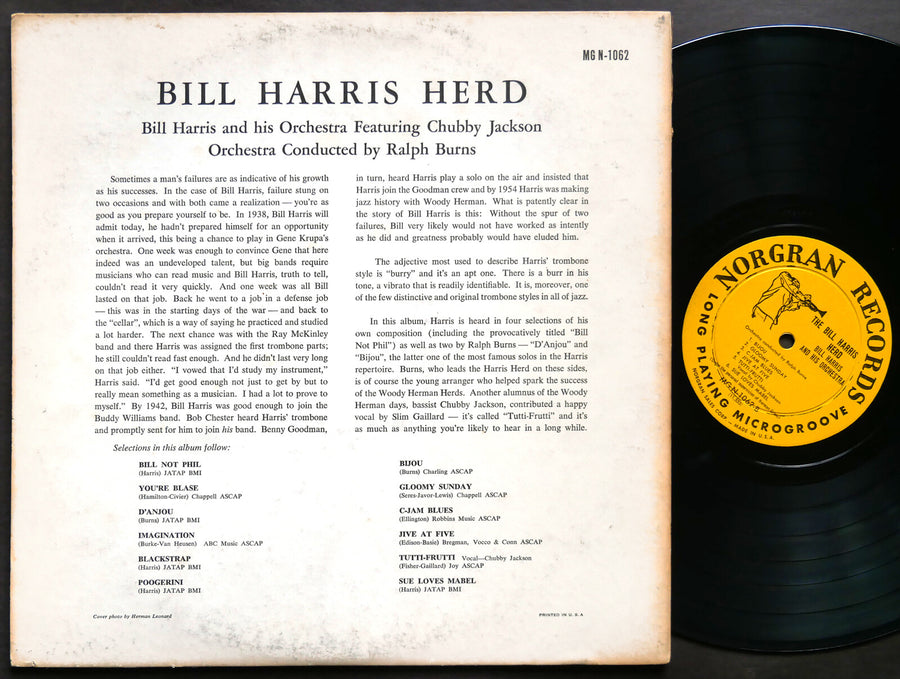 MG N-1062
BILL HARRIS HERD
Bill Harris and his Orchestra Featuring Chubby Jackson
Orchestra Conducted by Ralph Burns
Sometimes a man's failures are as indicative of his growth
as his successes. In the case of Bill Harris, failure stung on
two occasions and with both came a realization — you're as
good as you prepare yourself to be. In 1938, Bill Harris will
admit today, he hadn't prepared himself for an opportunity
when it arrived, this being a chance to play in Gene Krupa's
orchestra. One week was enough to convince Gene that here
indeed was an undeveloped talent, but big bands require
musicians who can read music and Bill Harris, truth to tell,
couldn't read it very quickly. And one week was all Bill
lasted on that job. Back he went to a job in a defense job
— this was in the starting days of the war — and back to
the "cellar", which is a way of saying he practiced and studied
a lot harder. The next chance was with the Ray McKinley
band and there Harris was assigned the first trombone parts;
he still couldn't read fast enough. And he didn't last very long
on that job either. "I vowed that I'd study my instrument,"
Harris said. "I'd get good enough not just to get by but to
really mean something as a musician. I had a lot to prove to
myself." By 1942, Bill Harris was good enough to join the
Buddy Williams band. Bob Chester heard Harris' trombone
and promptly sent for him to join his band. Benny Goodman,
in turn, heard Harris play a solo on the air and insisted that
Harris join the Goodman crew and by 1954 Harris was making
jazz history with Woody Herman. What is patently clear in
the story of Bill Harris is this: Without the spur of two
failures, Bill very likely would not have worked as intently
as he did and greatness probably would have eluded him.
The adjective most used to describe Harris' trombone
style is "burry" and it's an apt one. There is a burr in his
tone, a vibrato that is readily identifiable. It is, moreover, one
of the few distinctive and original trombone styles in all of jazz.
In this album, Harris is heard in four selections of his
own composition (including the provocatively titled "Bill
Not Phil") as well as two by Ralph Burns — "D'Anjou" and
"Bijou", the latter one of the most famous solos in the Harris
repertoire. Burns, who leads the Harris Herd on these sides,
is of course the young arranger who helped spark the success
of the Woody Herman Herds. Another alumnus of the Woody
Herman days, bassist Chubby Jackson, contributed a happy
vocal by Slim Gaillard — it's called "Tutti-Frutti" and it's
as much as anything you're likely to hear in a long while.
Selections in this album follow:
BILL NOT PHIL
(Harris) JATAP BMI
YOU'RE BLASE
(Hamilton-Civier) Chappell ASCAP
D'ANJOU
(Burns) JATAP BMI
IMAGINATION
(Burke-Van Heusen) ABC Music ASCAP
BLACKSTRAP
(Harris) JATAP BMI
POOGERINI
(Harris) JATAP BMI
BIJOU
(Burns) Charling ASCAP
GLOOMY SUNDAY
(Seres-Javor-Lewis) Chappell ASCAP
C-JAM BLUES
(Ellington) Robbins Music ASCAP
JIVE AT FIVE
(Edison-Basie) Bregman, Vocco & Conn ASCAP
TUTTI-FRUTTI Vocal—Chubby Jackson
(Fisher-Gaillard) Joy ASCAP
SUE LOVES MABEL
(Harris) JATAP BMI
Cover photo by Herman Leonard
PRINTED IN U.S.A.
NORGRAN RECORDS
THE BILL HARRIS
HERD
BILL HARRIS
AND HIS ORCHESTRA
1. BIJOU
2. GLOOMY SUNDAY
3. C-JAM BLUES
4. JIVE AT FIVE
5. TUTTI FRUTTI
6. SUE LOVES MABEL
LONG PLAYING MICROGROOVE
NORGRAN SALES CORP. - MADE IN U.S.A.